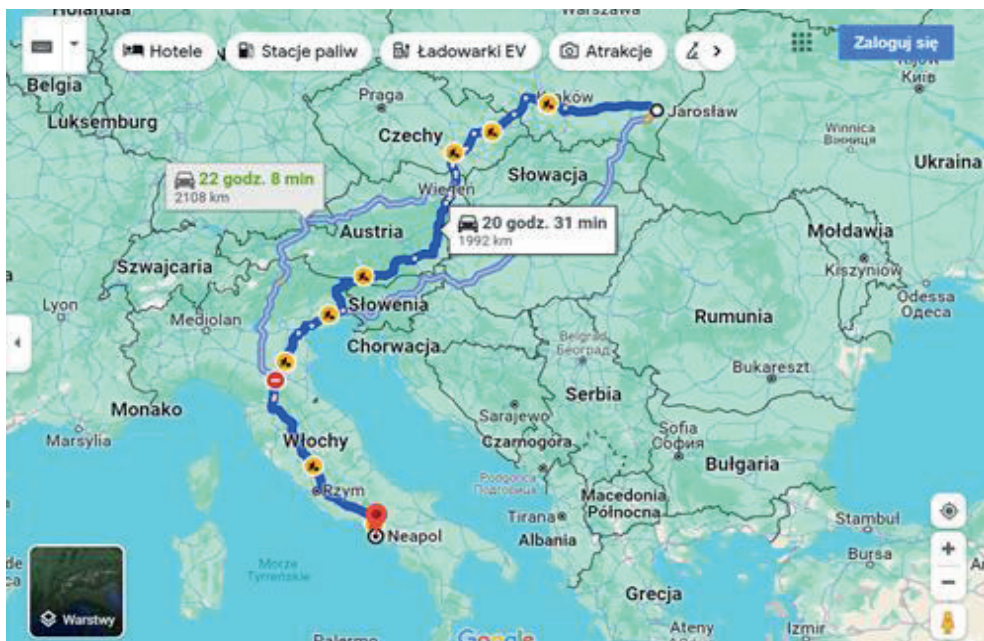 Holandia
Warszawa
Hotele
Stacje paliw
Ładowarki EV
Atrakcje
Zaloguj się
Kijów
Київ
Belgia
Luksemburg
Praga
Kraków
Jarosław
Czechy
Winnica
Вінниця
Ukraina
22 godz. 8 min
2108 km
Wiedeń
Słowacja
20 godz. 31 min
1992 km
Austria
Mołdawia
Szwajcaria
Kiszyniów
Lyon
Mediolan
Słowenia
Odessa
Одеса
Rumunia
Chorwacja
Belgrad
Београд
Bukareszt
Serbia
Monako
Marsylia
Sarajewo
Włochy
Czarnogóra
Sofia
София
Bułgaria
Podgorica
Подгорица
Rzym
Macedonia
Północna
Tirana
Stambuł
Neapol
Albania
Bursa
Morze
Tyrreńskie
Warstwy
Grecja
Palermo
Google
Ateny
Izmir